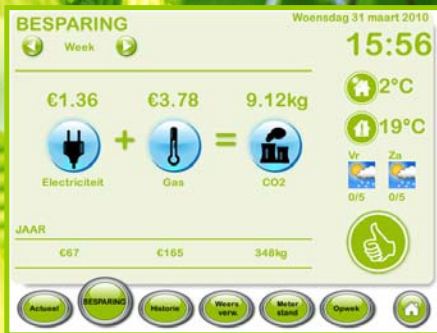 BESPARING
Woensdag 31 maart 2010
Week
15:56
€1.36 €3.78 9.12kg
+ =
Electriciteit Gas CO2
2°C
19°C
Vr Za
0/5 0/5
JAAR
€67 €165 348kg
Actueel BESPARING Historie Weers verw. Meter stand Opwek